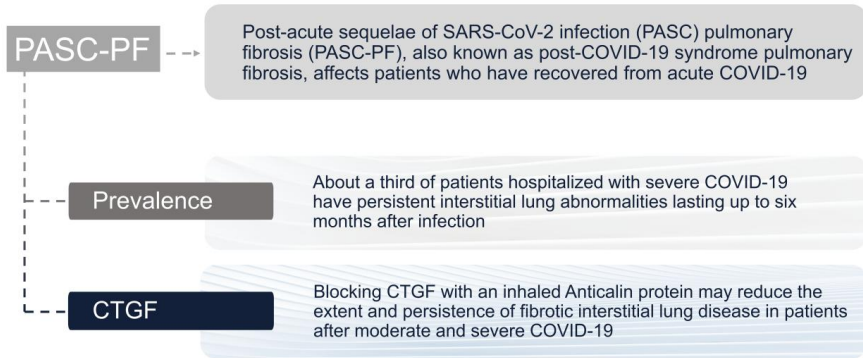 PASC-PF
Post-acute sequelae of SARS-CoV-2 infection (PASC) pulmonary
fibrosis (PASC-PF), also known as post-COVID-19 syndrome pulmonary
fibrosis, affects patients who have recovered from acute COVID-19
Prevalence
About a third of patients hospitalized with severe COVID-19
have persistent interstitial lung abnormalities lasting up to six
months after infection
CTGF
Blocking CTGF with an inhaled Anticalin protein may reduce the
extent and persistence of fibrotic interstitial lung disease in patients
after moderate and severe COVID-19